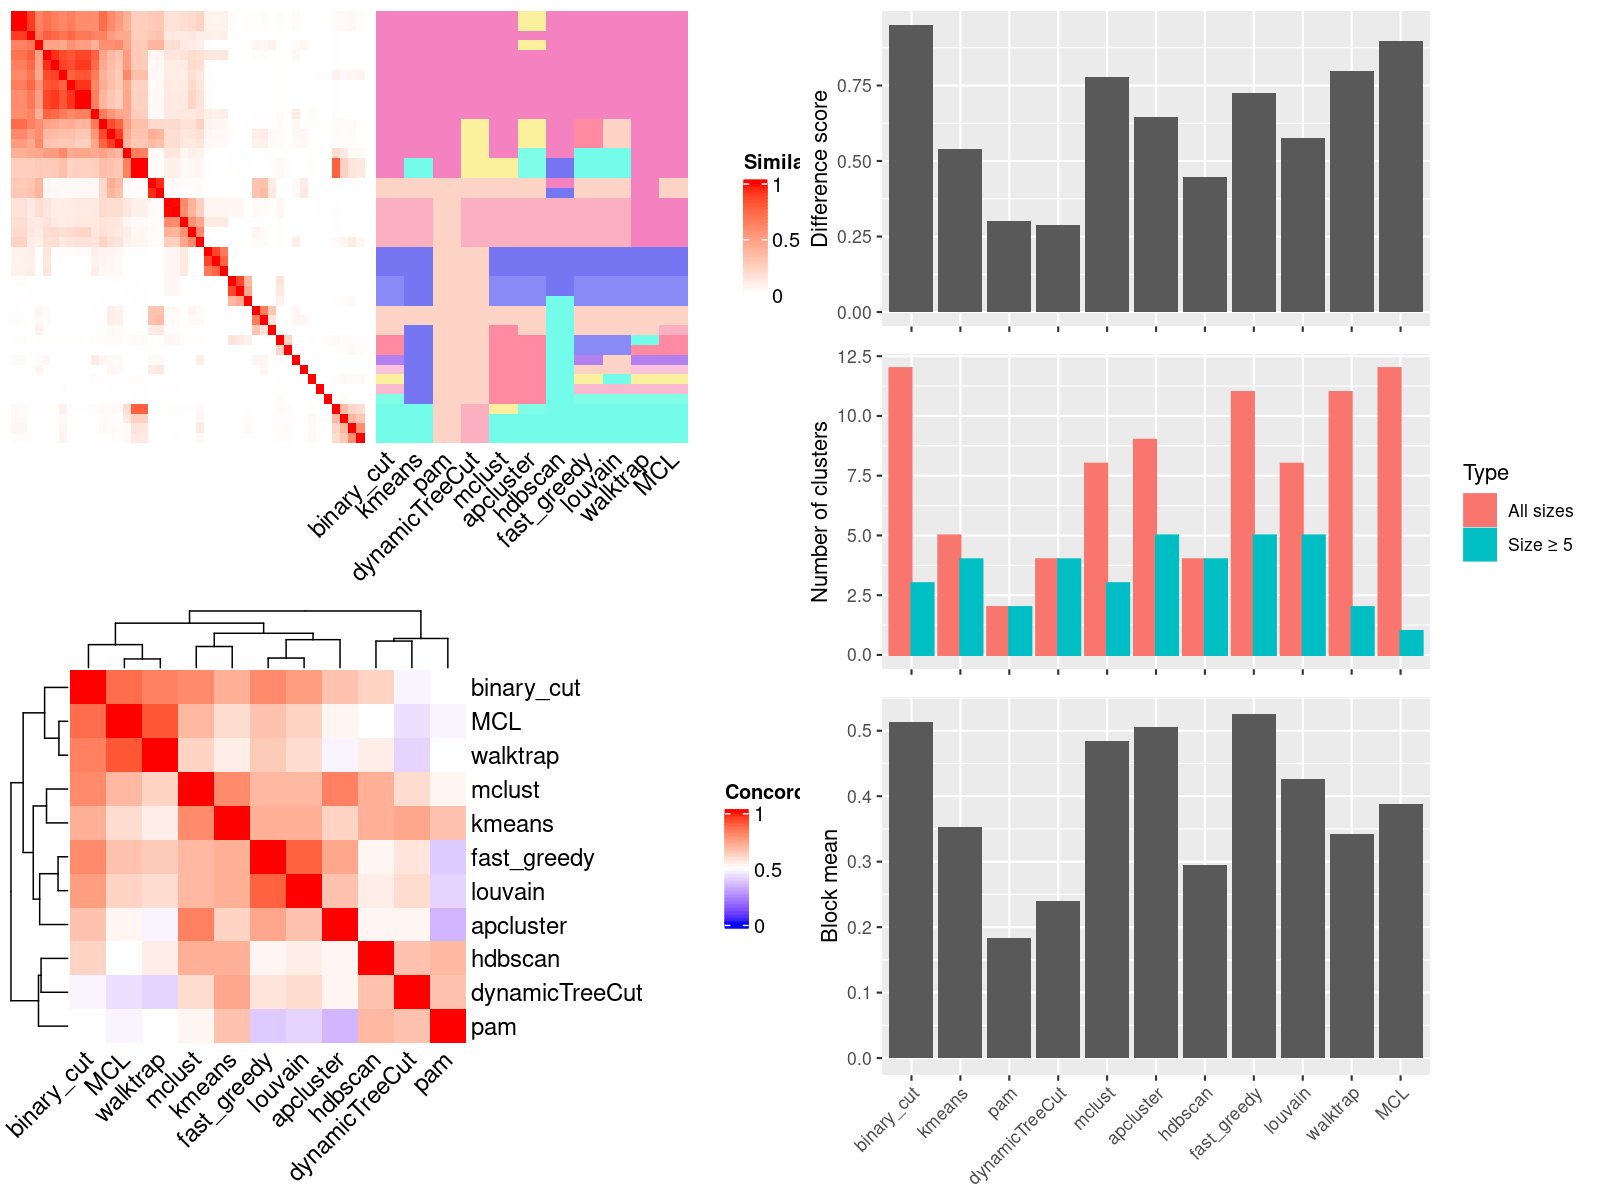 Simila
1
0.5
0
binary_cut
kmeans
pam
dynamicTreeCut
mclust
apcluster
hdbscan
fast_greedy
louvain
walktrap
MCL
binary_cut
MCL
walktrap
mclust
kmeans
fast_greedy
louvain
apcluster
hdbscan
dynamicTreeCut
pam
binary_cut
MCL
walktrap
mclust
kmeans
fast_greedy
louvain
apcluster
hdbscan
dynamicTreeCut
pam
Concord
1
0.5
0
Difference score
0.75
0.50
0.25
0.00
Number of clusters
12.5
10.0
7.5
5.0
2.5
0.0
Type
All sizes
Size ≥ 5
Block mean
0.5
0.4
0.3
0.2
0.1
0.0
binary_cut
kmeans
pam
dynamicTreeCut
mclust
apcluster
hdbscan
fast_greedy
louvain
walktrap
MCL